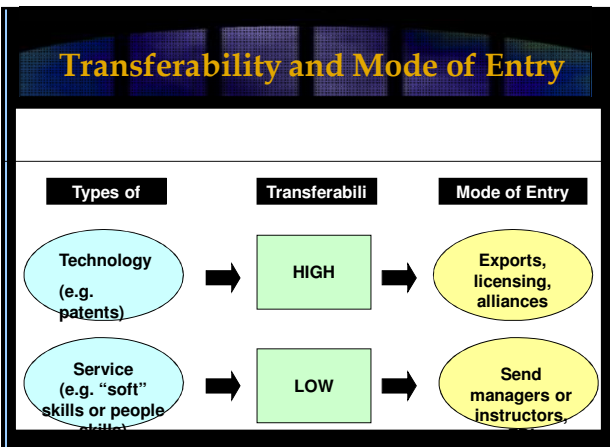 Transferability and Mode of Entry
Types of
Transferabili
Mode of Entry
Technology
(e.g.
patents)
HIGH
Exports,
licensing,
alliances
Service
(e.g. “soft”
skills or people
skills)
LOW
Send
managers or
instructors,